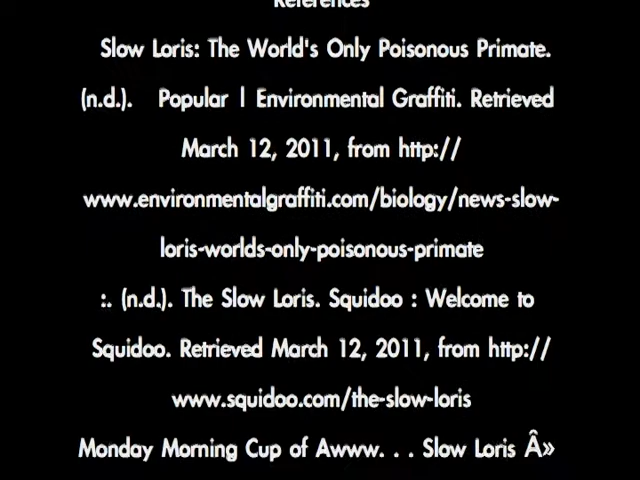 References
Slow Loris: The World's Only Poisonous Primate.
(n.d.). Popular | Environmental Graffiti. Retrieved
March 12, 2011, from http://
www.environmentalgraffiti.com/biology/news-slow-
loris-worlds-only-poisonous-primate
:. (n.d.). The Slow Loris. Squidoo : Welcome to
Squidoo. Retrieved March 12, 2011, from http://
www.squidoo.com/the-slow-loris
Monday Morning Cup of Awww. . . Slow Loris Â»